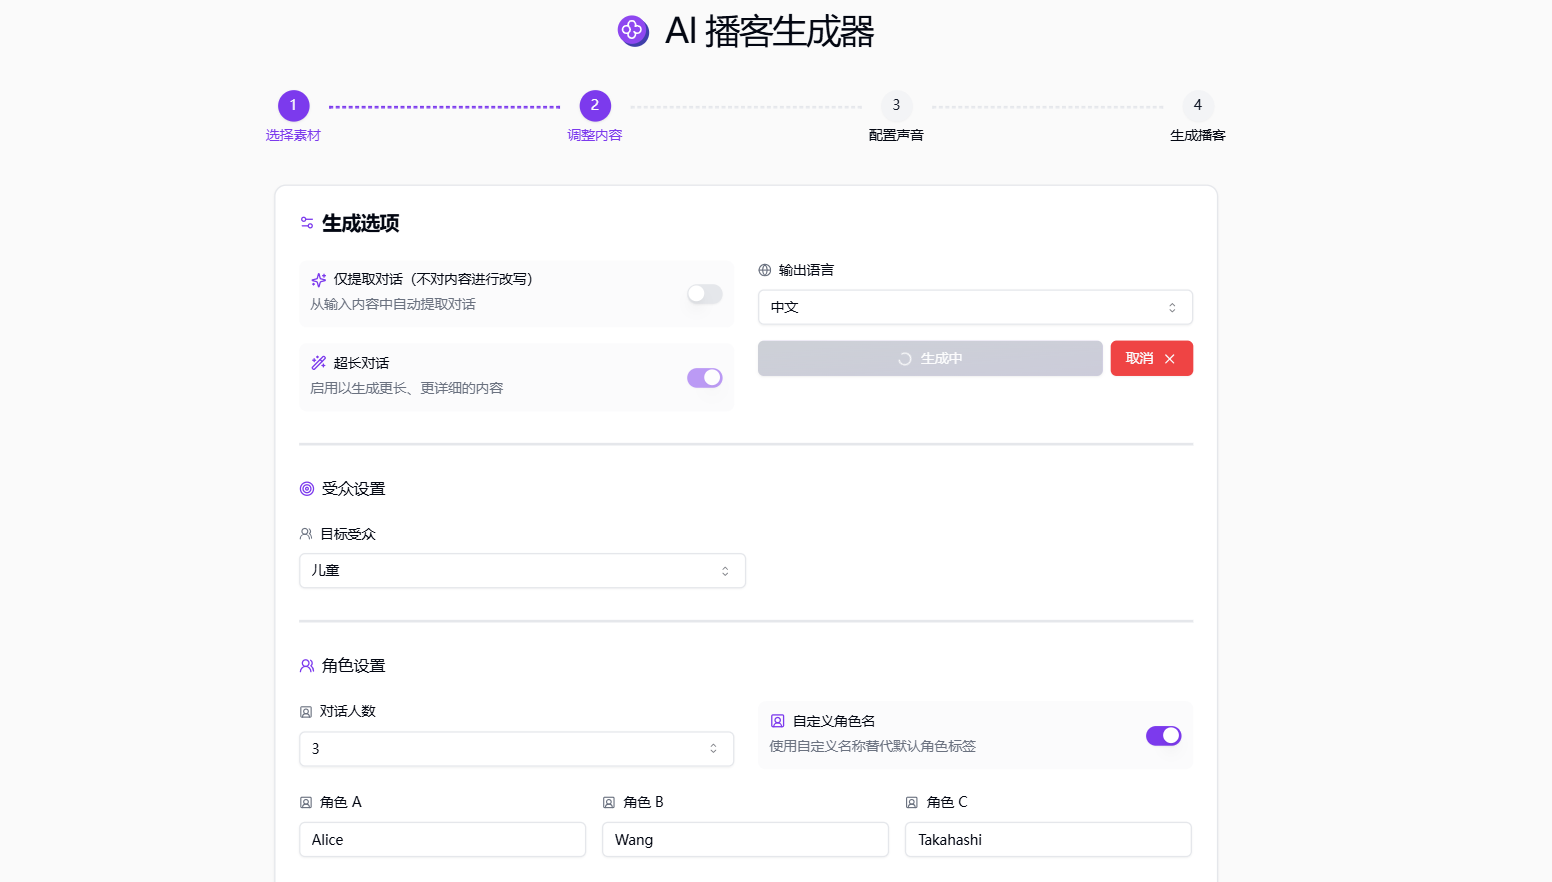 AI 播客生成器
1
2
3
4
选择素材
调整内容
配置声音
生成播客
生成选项
仅提取对话（不对内容进行改写）
从输入内容中自动提取对话
超长对话
启用以生成更长、更详细的内容
输出语言
中文
生成中
取消
受众设置
目标受众
儿童
角色设置
对话人数
3
自定义角色名
使用自定义名称替代默认角色标签
角色 A
角色 B
角色 C
Alice
Wang
Takahashi